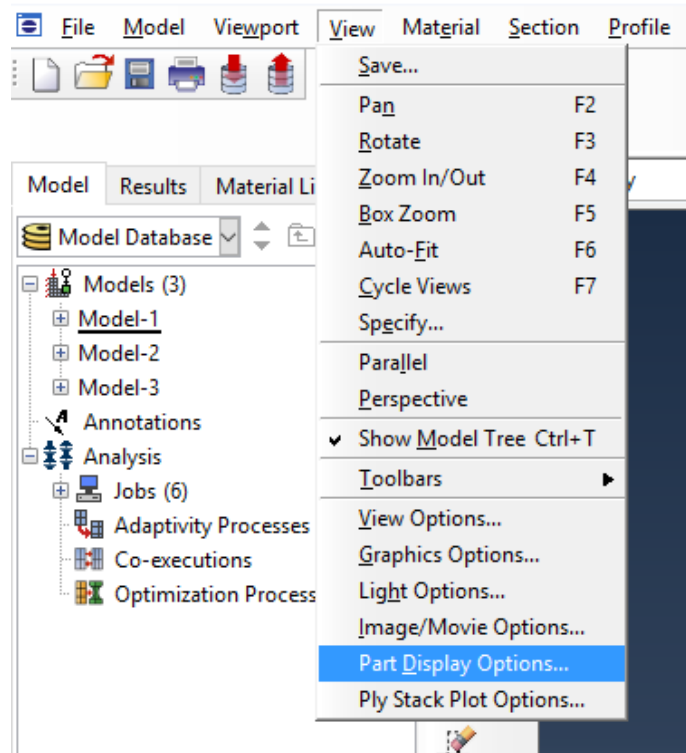 File Model Viewport View Material Section Profile
Save...
Pan F2
Rotate F3
Zoom In/Out F4
Box Zoom F5
Auto-Fit F6
Cycle Views F7
Specify...
Parallel
Perspective
Show Model Tree Ctrl+T
Toolbars
View Options...
Graphics Options...
Light Options...
Image/Movie Options...
Part Display Options...
Ply Stack Plot Options...
Model Results Material Li
Model Database
Models (3)
Model-1
Model-2
Model-3
Annotations
Analysis
Jobs (6)
Adaptivity Processes
Co-executions
Optimization Process